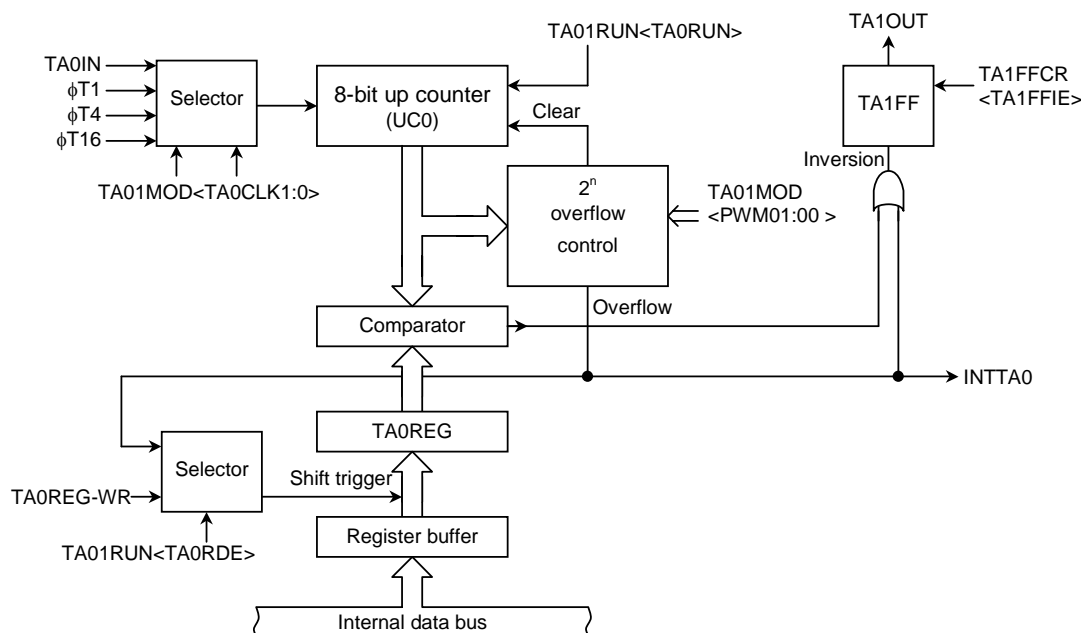 TA01RUN<TA0RUN>
TA1OUT
TA0IN
ϕT1
ϕT4
ϕT16
Selector
8-bit up counter
(UC0)
TA1FF
TA1FFCR
<TA1FFIE>
Clear
Inversion
TA01MOD<TA0CLK1:0>
2ⁿ
overflow
control
TA01MOD
<PWM01:00 >
Overflow
Comparator
INTTA0
TA0REG
Selector
Shift trigger
TA0REG-WR
Register buffer
TA01RUN<TA0RDE>
Internal data bus